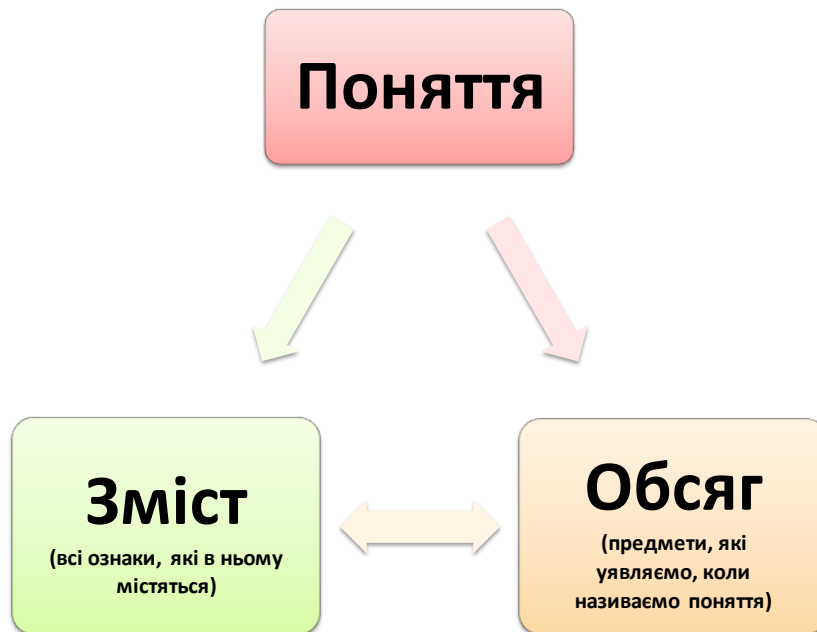 Поняття
Зміст
(всі ознаки, які в ньому
містяться)
Обсяг
(предмети, які
уявляємо, коли
називаємо поняття)